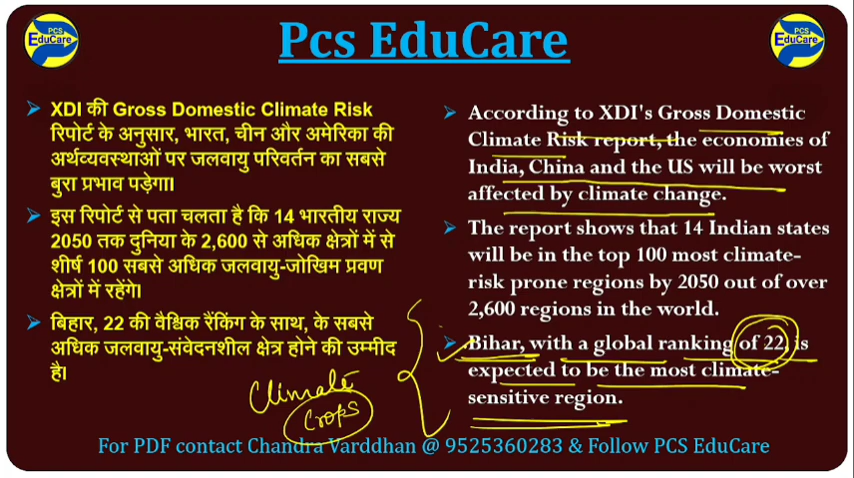 PCS
EduCare
Pcs EduCare
PCS
EduCare
XDI की Gross Domestic Climate Risk
रिपोर्ट के अनुसार, भारत, चीन और अमेरिका की
अर्थव्यवस्थाओं पर जलवायु परिवर्तन का सबसे
बुरा प्रभाव पड़ेगा।
इस रिपोर्ट से पता चलता है कि 14 भारतीय राज्य
2050 तक दुनिया के 2,600 से अधिक क्षेत्रों में से
शीर्ष 100 सबसे अधिक जलवायु-जोखिम प्रवण
क्षेत्रों में रहेंगे।
बिहार, 22 की वैश्विक रैंकिंग के साथ, के सबसे
अधिक जलवायु-संवेदनशील क्षेत्र होने की उम्मीद
है।
Climate
Crops
According to XDI's Gross Domestic
Climate Risk report, the economies of
India, China and the US will be worst
affected by climate change.
The report shows that 14 Indian states
will be in the top 100 most climate-
risk prone regions by 2050 out of over
2,600 regions in the world.
Bihar, with a global ranking of 22, is
expected to be the most climate-
sensitive region.
For PDF contact Chandra Varddhan @ 9525360283 & Follow PCS EduCare